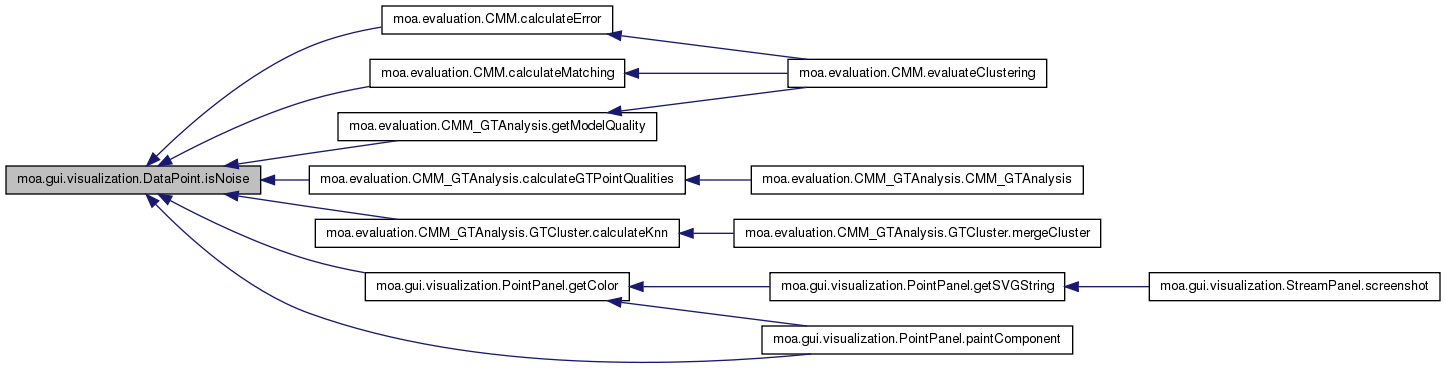 moa.evaluation.CMM.calculateError
moa.evaluation.CMM.calculateMatching
moa.evaluation.CMM.evaluateClustering
moa.evaluation.CMM_GTAnalysis.getModelQuality
moa.gui.visualization.DataPoint.isNoise
moa.evaluation.CMM_GTAnalysis.calculateGTPointQualities
moa.evaluation.CMM_GTAnalysis.CMM_GTAnalysis
moa.evaluation.CMM_GTAnalysis.GTCluster.calculateKnn
moa.evaluation.CMM_GTAnalysis.GTCluster.mergeCluster
moa.gui.visualization.PointPanel.getColor
moa.gui.visualization.PointPanel.getSVGString
moa.gui.visualization.StreamPanel.screenshot
moa.gui.visualization.PointPanel.paintComponent